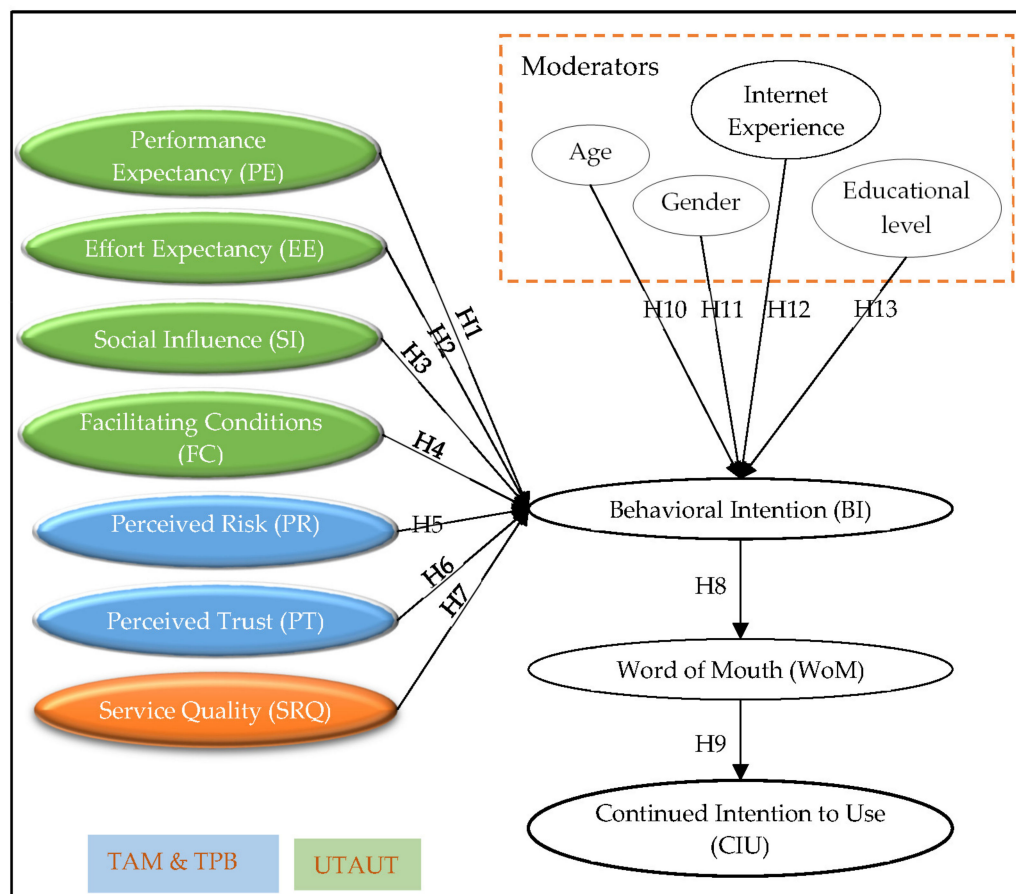 Performance
Expectancy (PE)
Effort Expectancy (EE)
Social Influence (SI)
Facilitating Conditions
(FC)
Perceived Risk (PR)
Perceived Trust (PT)
Service Quality (SRQ)
H1
H2
H3
H4
H5
H6
H7
Moderators
Age
Gender
Internet
Experience
Educational
level
H10
H11
H12
H13
Behavioral Intention (BI)
H8
Word of Mouth (WoM)
H9
Continued Intention to Use
(CIU)
TAM & TPB
UTAUT